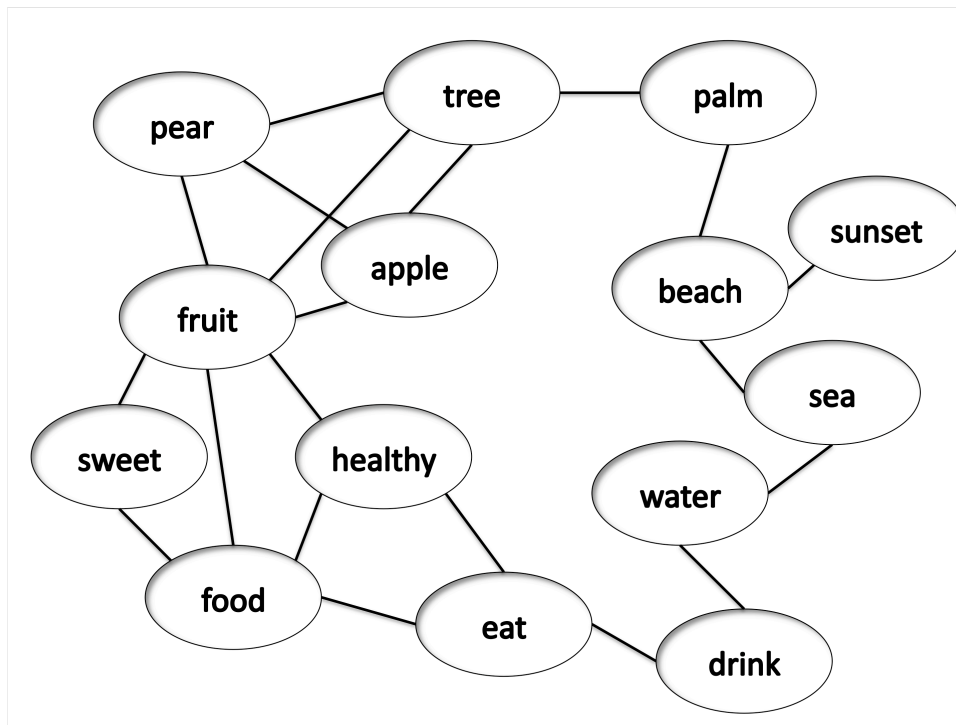 tree
palm
pear
sunset
apple
beach
fruit
sea
sweet
healthy
water
food
eat
drink